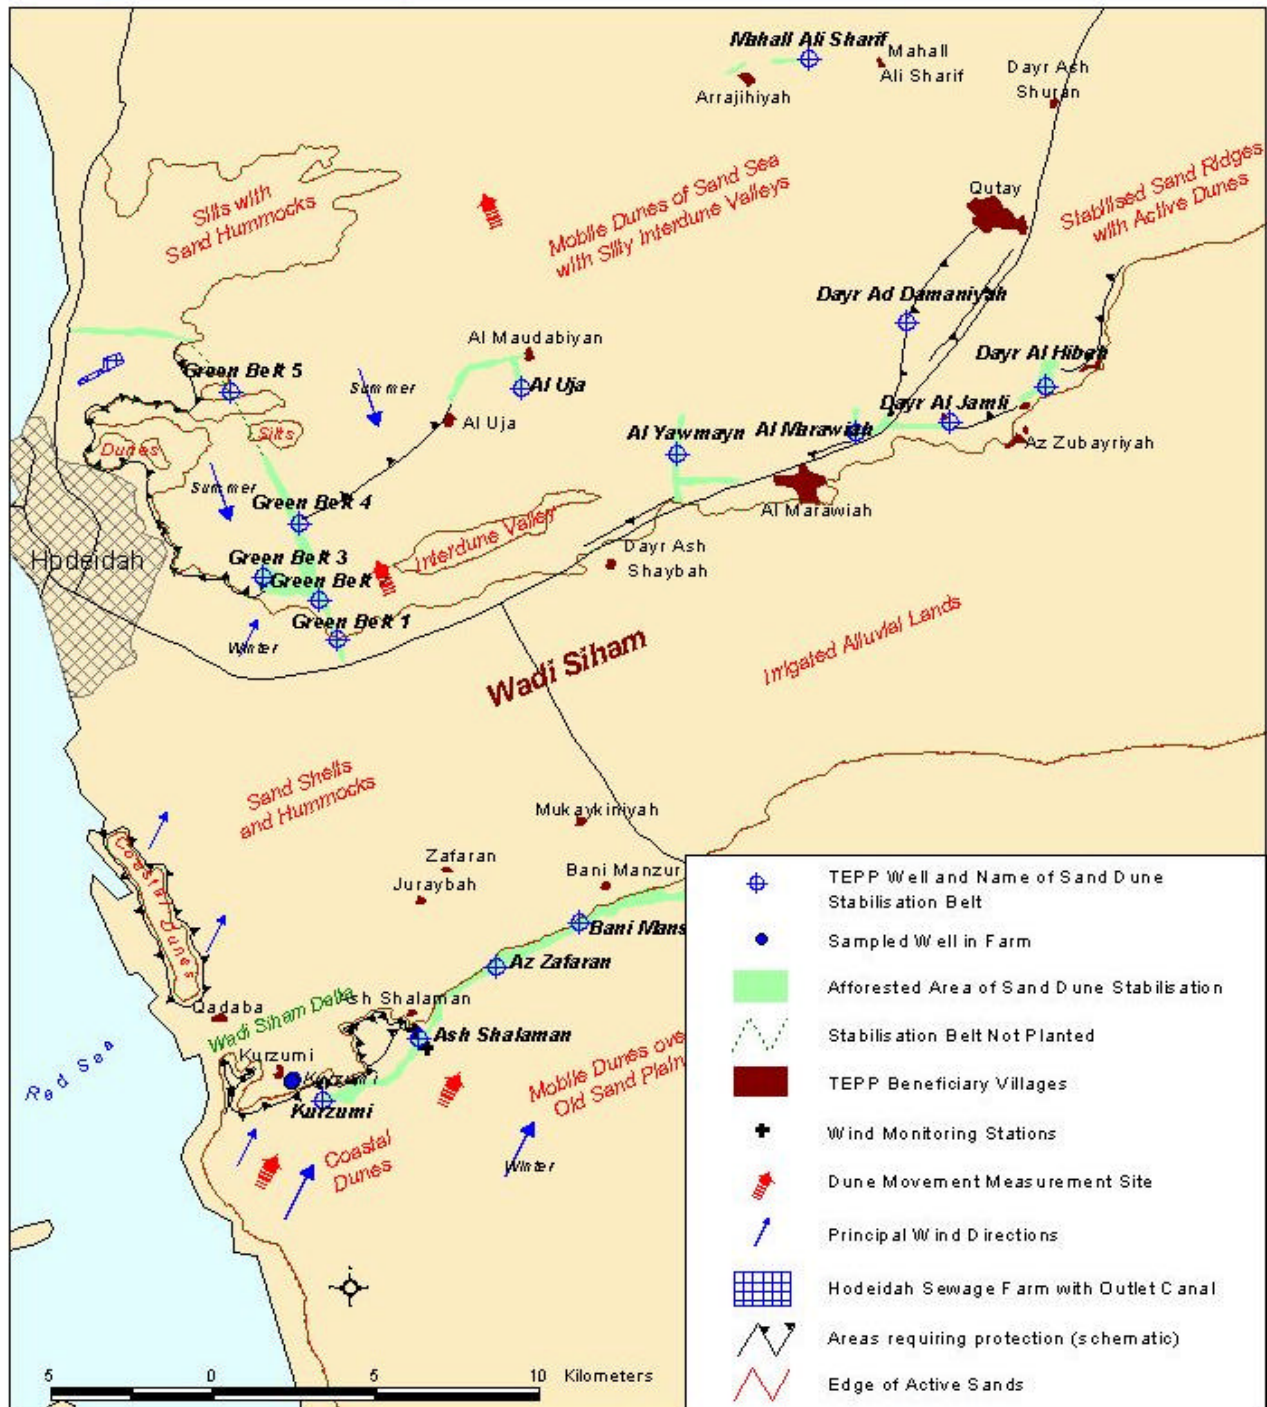 Mahall Ali Sharif
Mahall
Ali Sharif
Arrajihiyah
Dayr Ash
Shuran
Silts with
Sand Hummocks
Mobile Dunes of Sand Sea
with Silty Interdune Valleys
Qutay
Stabilised Sand Ridges
with Active Dunes
Dayr Ad Damaniyah
Al Maudabiyan
Dayr Al Hibah
Green Belt 5
Summer
Al Uja
Al Uja
Dayr Al Jamli
Silts
Dunes
Al Yawmayn
Al Marawiah
Az Zubayriyah
Summer
Green Belt 4
Al Marawiah
Interdune Valley
Hodeidah
Green Belt 3
Dayr Ash
Shaybah
Green Belt
Green Belt 1
Winter
Irrigated Alluvial Lands
Wadi Siham
Sand Shelts
and Hummocks
Mukaykiniyah
Coastal Dunes
Zafaran
Juraybah
Bani Manzur
Bani Mans
Az Zafaran
Qadaba
Wadi Siham Delta
Ash Shalaman
Ash Shalaman
Red Sea
Kurzumi
Kurzumi
Kurzumi
Mobile Dunes over
Old Sand Plain
Coastal
Dunes
Winter
TEPP Well and Name of Sand Dune
Stabilisation Belt
Sampled Well in Farm
Afforested Area of Sand Dune Stabilisation
Stabilisation Belt Not Planted
TEPP Beneficiary Villages
Wind Monitoring Stations
Dune Movement Measurement Site
Principal Wind Directions
Hodeidah Sewage Farm with Outlet Canal
Areas requiring protection (schematic)
Edge of Active Sands
5 0 5 10 Kilometers